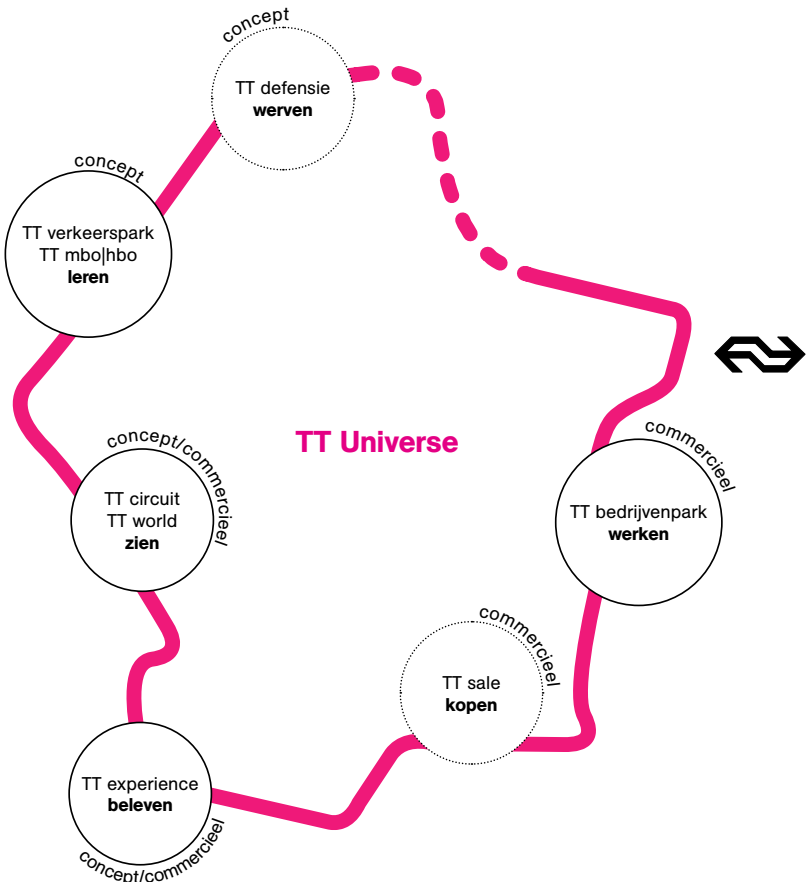 concept
TT defensie
werven
concept
TT verkeerspark
TT mbo|hbo
leren
TT Universe
concept/commercieel
TT circuit
TT world
zien
commercieel
TT bedrijvenpark
werken
commercieel
TT sale
kopen
TT experience
beleven
concept/commercieel